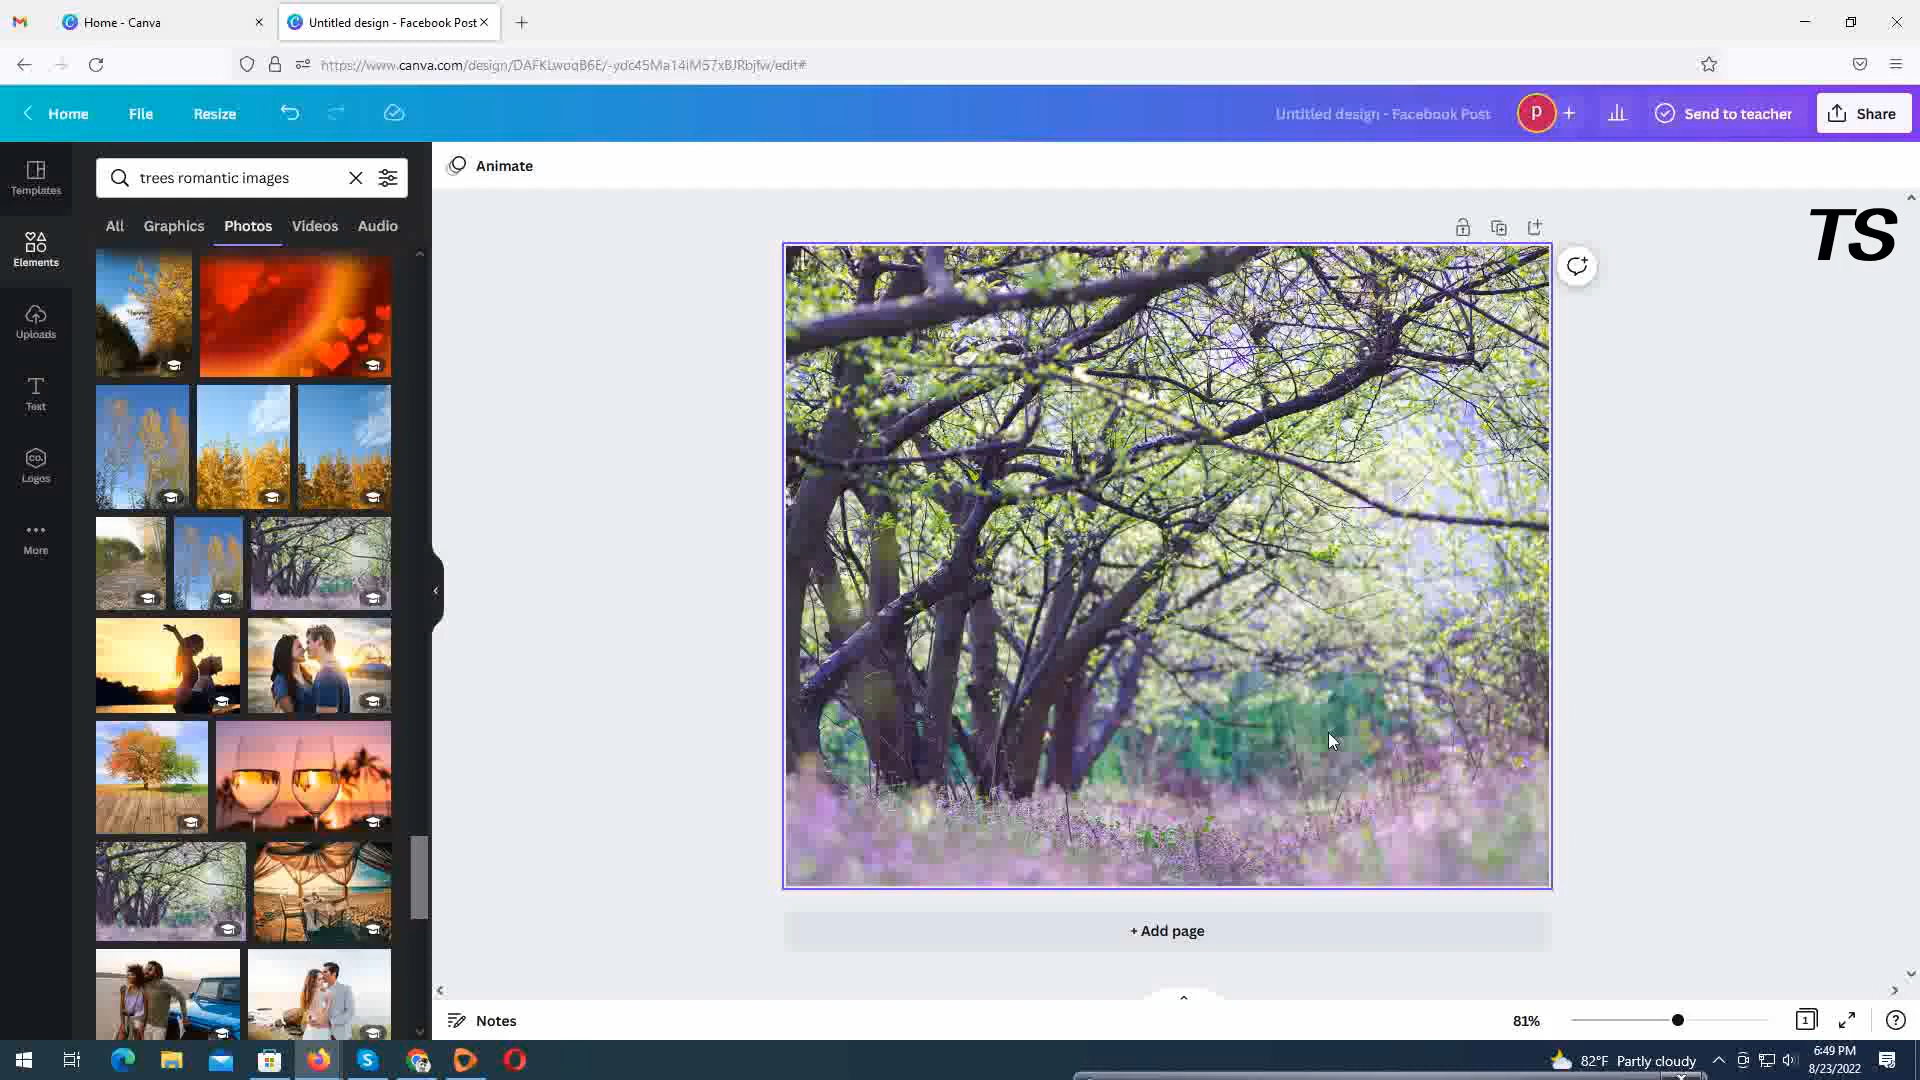 Home - Canva
Untitled design - Facebook Post
https://www.canva.com/design/DAFKLwoqB6E/-ydc45Ma14iM57xBJRbjfw/edit#
Home
File
Resize
Untitled design - Facebook Post
P
Send to teacher
Share
Templates
Elements
Uploads
Text
CO.
Logos
More
trees romantic images
All
Graphics
Photos
Videos
Audio
Animate
TS
+ Add page
Notes
81%
1
82°F Partly cloudy
6:49 PM
8/23/2022